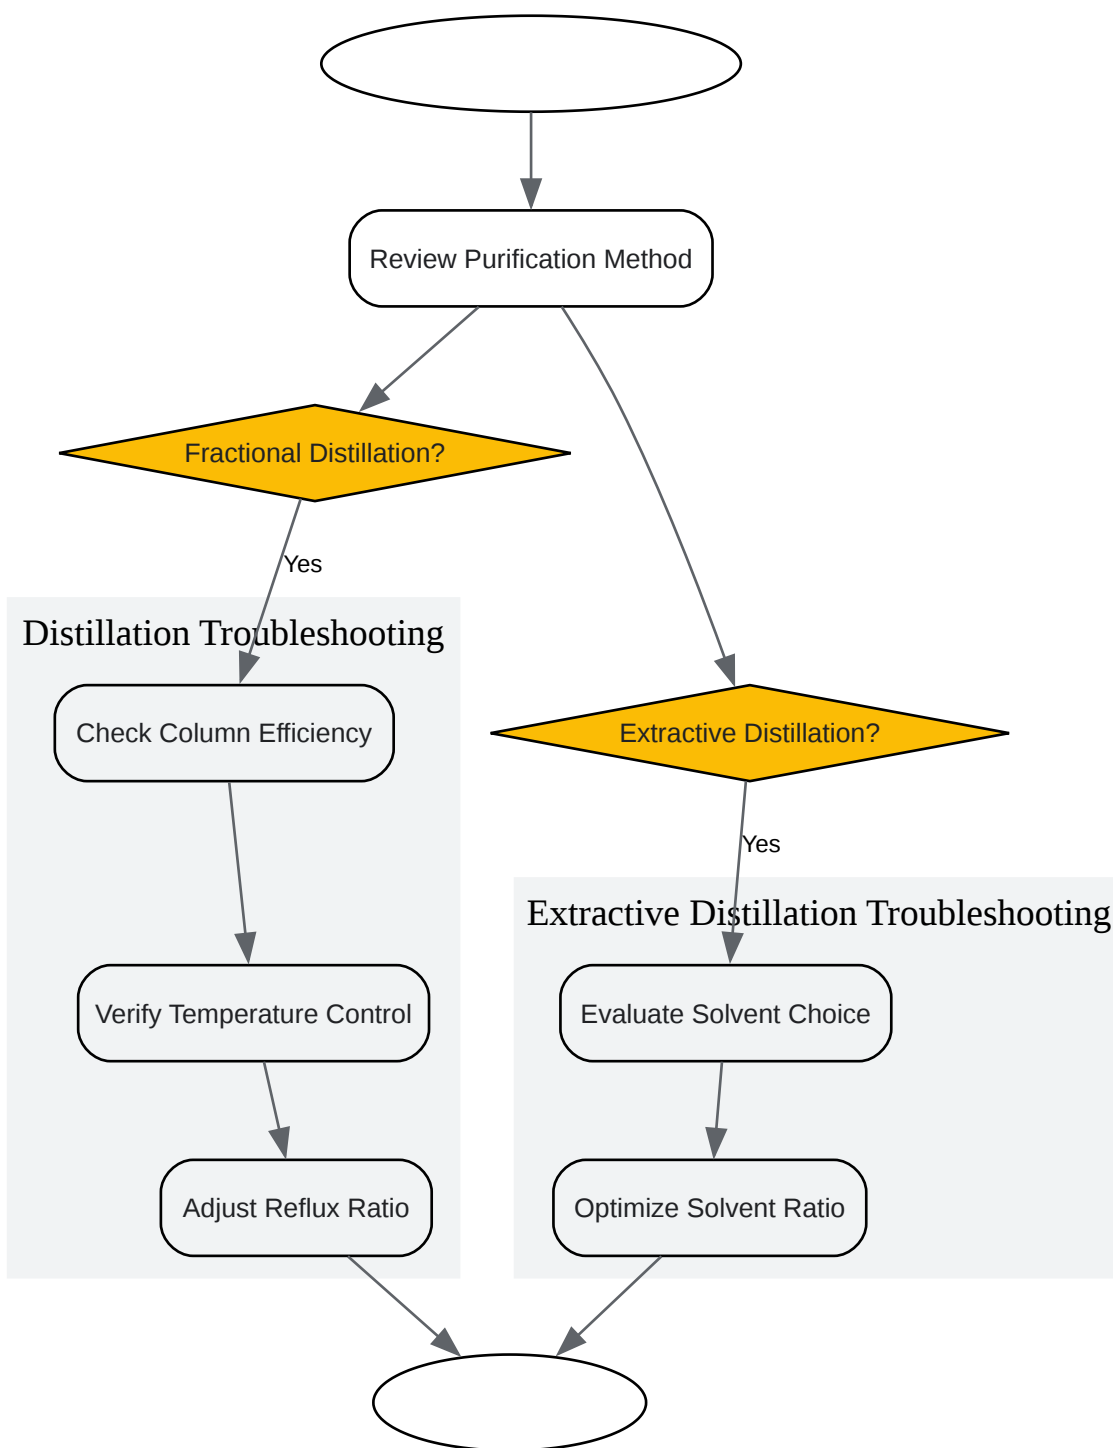 Review Purification Method
Fractional Distillation?
Yes
Distillation Troubleshooting
Check Column Efficiency
Extractive Distillation?
Yes
Extractive Distillation Troubleshooting
Verify Temperature Control
Evaluate Solvent Choice
Adjust Reflux Ratio
Optimize Solvent Ratio